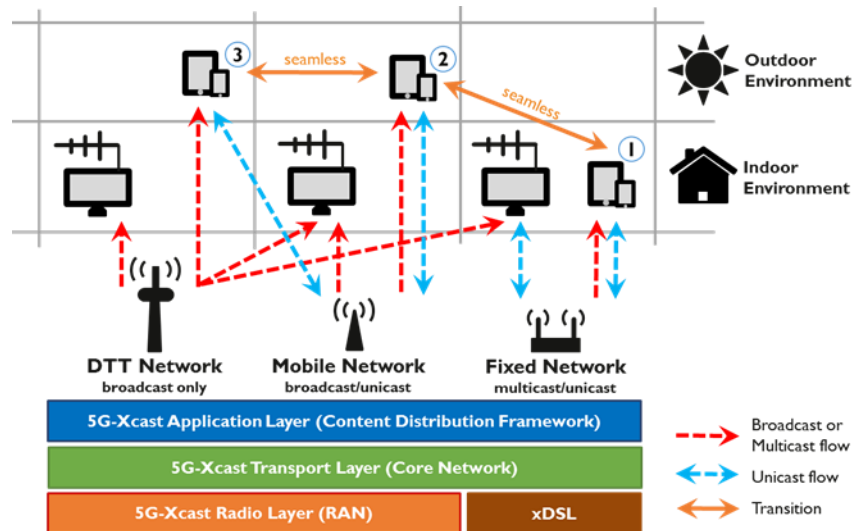 3
seamless
2
seamless
1
Outdoor
Environment
Indoor
Environment
DTT Network
broadcast only
Mobile Network
broadcast/unicast
Fixed Network
multicast/unicast
5G-Xcast Application Layer (Content Distribution Framework)
5G-Xcast Transport Layer (Core Network)
5G-Xcast Radio Layer (RAN)
xDSL
Broadcast or
Multicast flow
Unicast flow
Transition